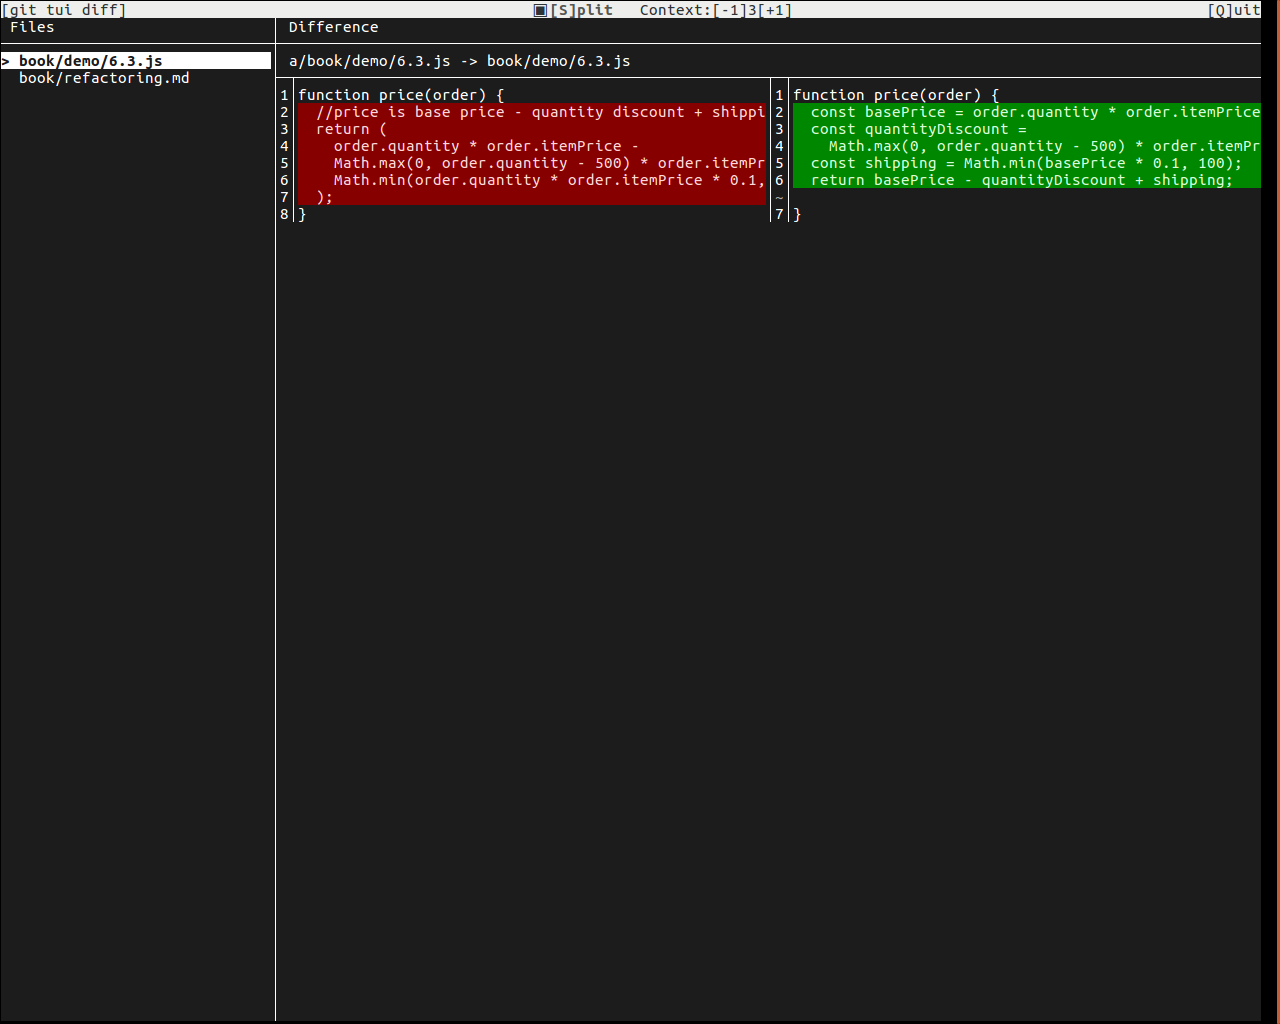 [git tui diff] ▣[S]plit Context:[-1]3[+1] [Q]uit
Files
Difference
> book/demo/6.3.js
book/refactoring.md
a/book/demo/6.3.js -> book/demo/6.3.js
1 function price(order) {
2 //price is base price - quantity discount + shippi
3 return (
4 order.quantity * order.itemPrice -
5 Math.max(0, order.quantity - 500) * order.itemPr
6 Math.min(order.quantity * order.itemPrice * 0.1,
7 );
8 }
1 function price(order) {
2 const basePrice = order.quantity * order.itemPrice
3 const quantityDiscount =
4 Math.max(0, order.quantity - 500) * order.itemPr
5 const shipping = Math.min(basePrice * 0.1, 100);
6 return basePrice - quantityDiscount + shipping;
~
7 }